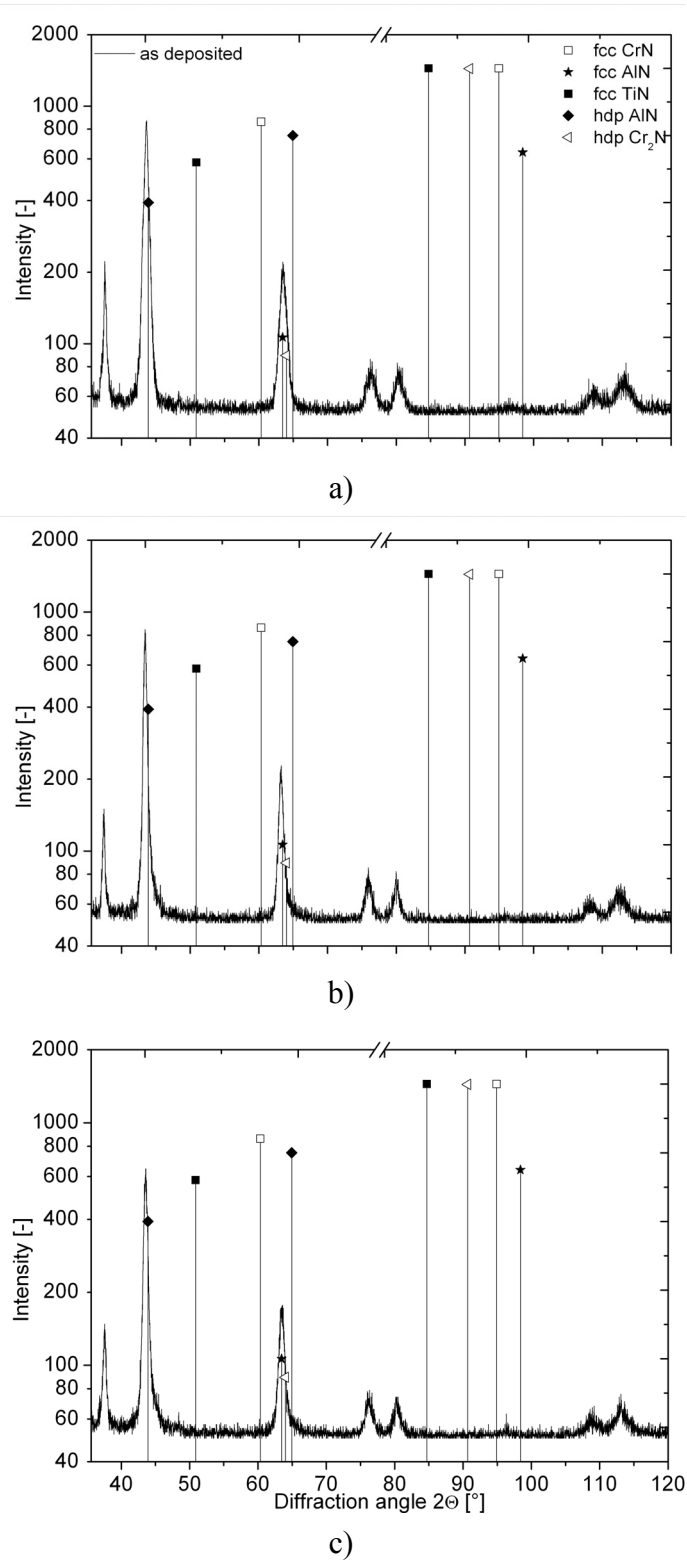 2000
1000
800
600
400
200
100
80
60
40
Intensity [-]
as deposited
fcc CrN
fcc AlN
fcc TiN
hdp AlN
hdp Cr₂N
a)
2000
1000
800
600
400
200
100
80
60
40
Intensity [-]
b)
2000
1000
800
600
400
200
100
80
60
40
Intensity [-]
40 50 60 70 80 90 100 110 120
Diffraction angle 2Θ [°]
c)